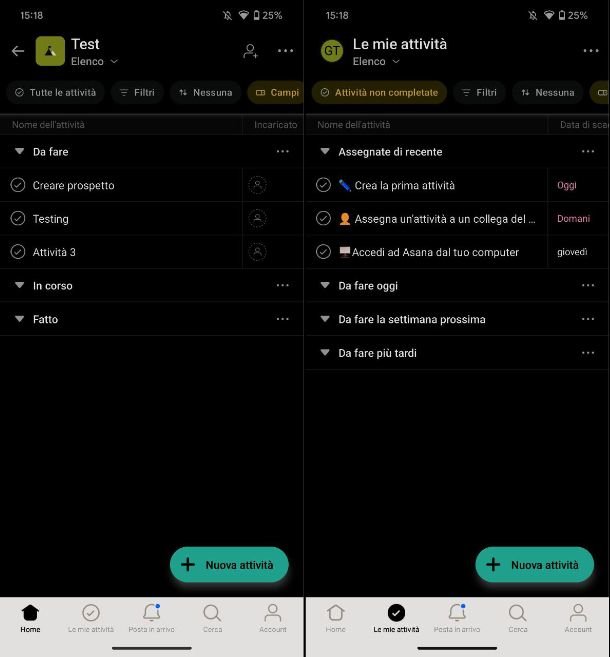 15:18
25%
Test
Elenco
Tutte le attività
Filtri
Nessuna
Campi
Nome dell'attività
Incaricato
Da fare
Creare prospetto
Testing
Attività 3
In corso
Fatto
Nuova attività
Home
Le mie attività
Posta in arrivo
Cerca
Account
15:18
25%
GT
Le mie attività
Elenco
Attività non completate
Filtri
Nessuna
Nome dell'attività
Data di sca
Assegnate di recente
Crea la prima attività
Oggi
Assegna un'attività a un collega del ...
Domani
Accedi ad Asana dal tuo computer
giovedì
Da fare oggi
Da fare la settimana prossima
Da fare più tardi
Nuova attività
Home
Le mie attività
Posta in arrivo
Cerca
Account